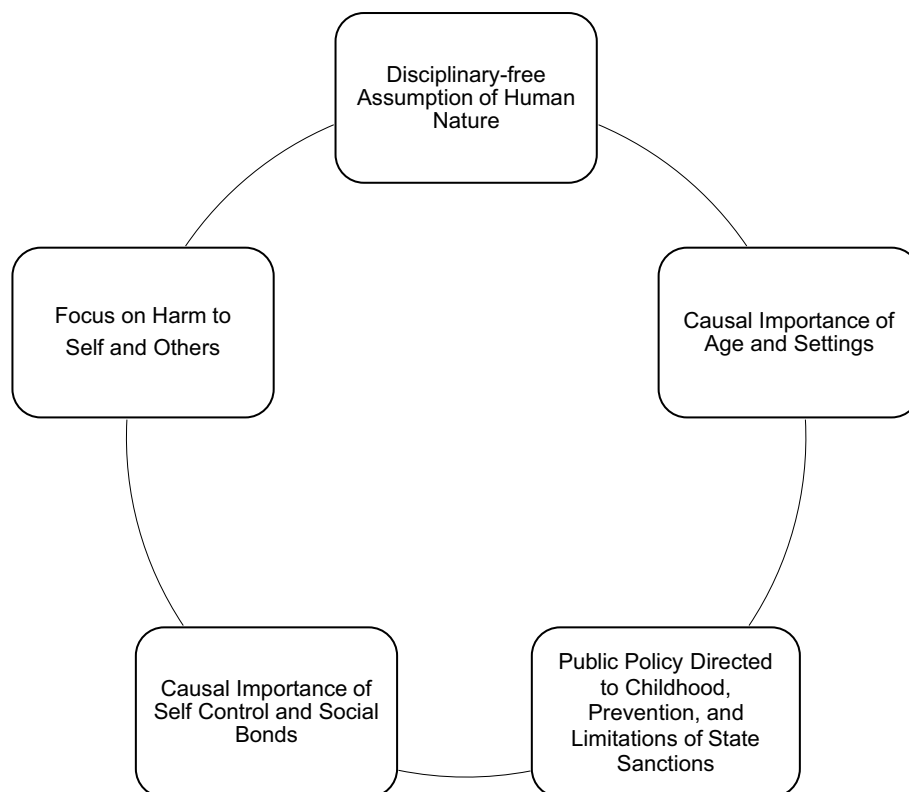 Disciplinary-free
Assumption of Human
Nature
Focus on Harm to
Self and Others
Causal Importance of
Age and Settings
Causal Importance of
Self Control and Social
Bonds
Public Policy Directed
to Childhood,
Prevention, and
Limitations of State
Sanctions